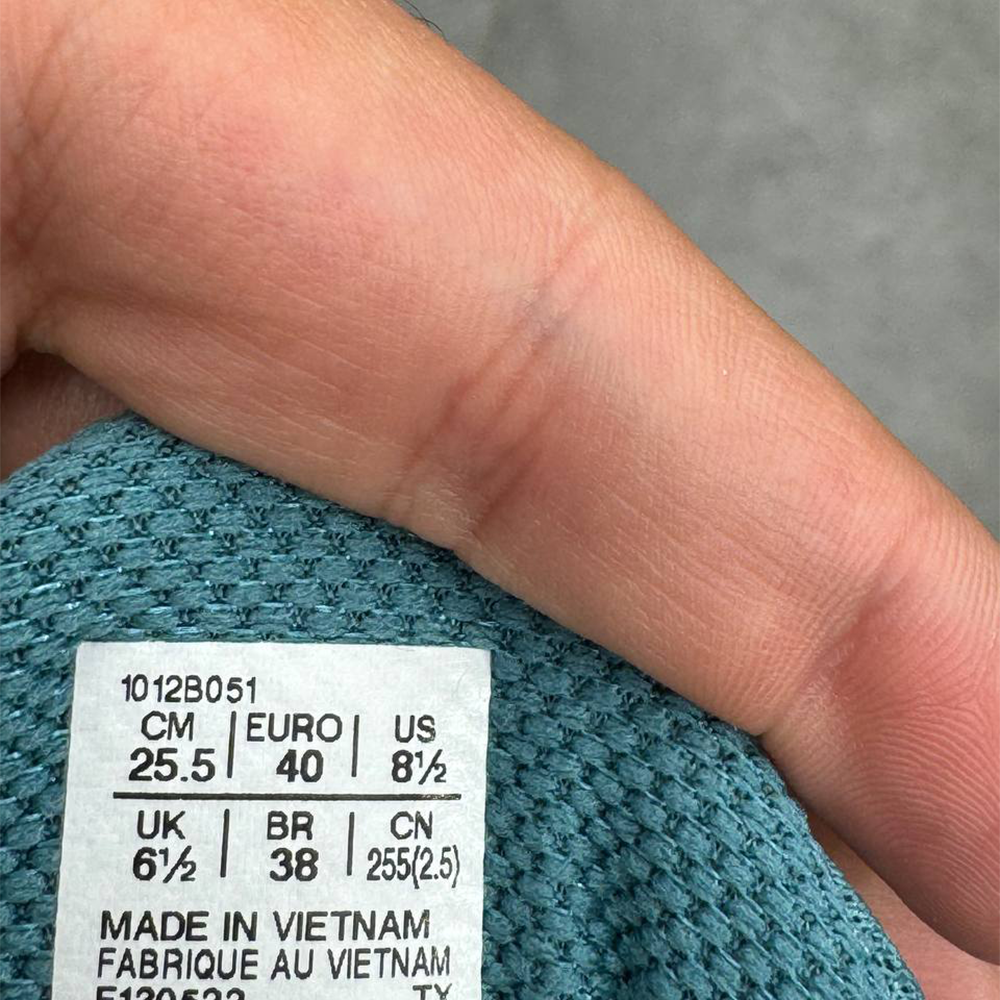 1012B051
CM | EURO | US
25.5 | 40 | 8½
UK | BR | CN
6½ | 38 | 255(2.5)
MADE IN VIETNAM
FABRIQUE AU VIETNAM
TX